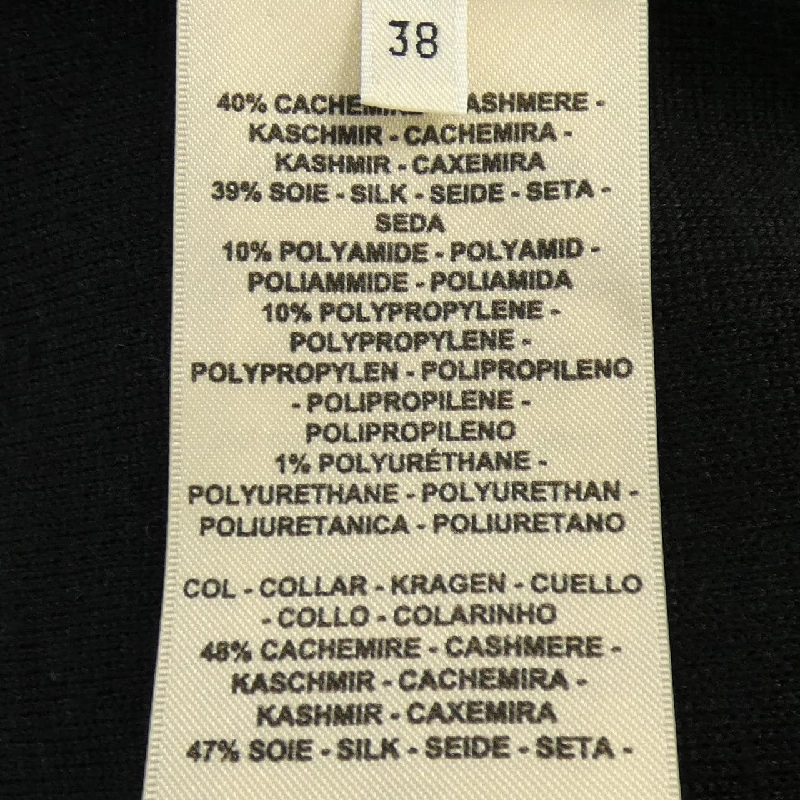 38
40% CACHEMIRE ASHMERE -
KASCHMIR - CACHEMIRA -
KASHMIR - CAXEMIRA
39% SOIE - SILK - SEIDE - SETA -
SEDA
10% POLYAMIDE - POLYAMID -
POLIAMMIDE - POLIAMIDA
10% POLYPROPYLENE -
POLYPROPYLENE -
POLYPROPYLEN - POLIPROPILENO
- POLIPROPILENE -
POLIPROPILENO
1% POLYURÉTHANE -
POLYURETHANE - POLYURETHAN -
POLIURETANICA - POLIURETANO
COL - COLLAR - KRAGEN - CUELLO
- COLLO - COLARINHO
48% CACHEMIRE - CASHMERE -
KASCHMIR - CACHEMIRA -
KASHMIR - CAXEMIRA
47% SOIE - SILK - SEIDE - SETA -